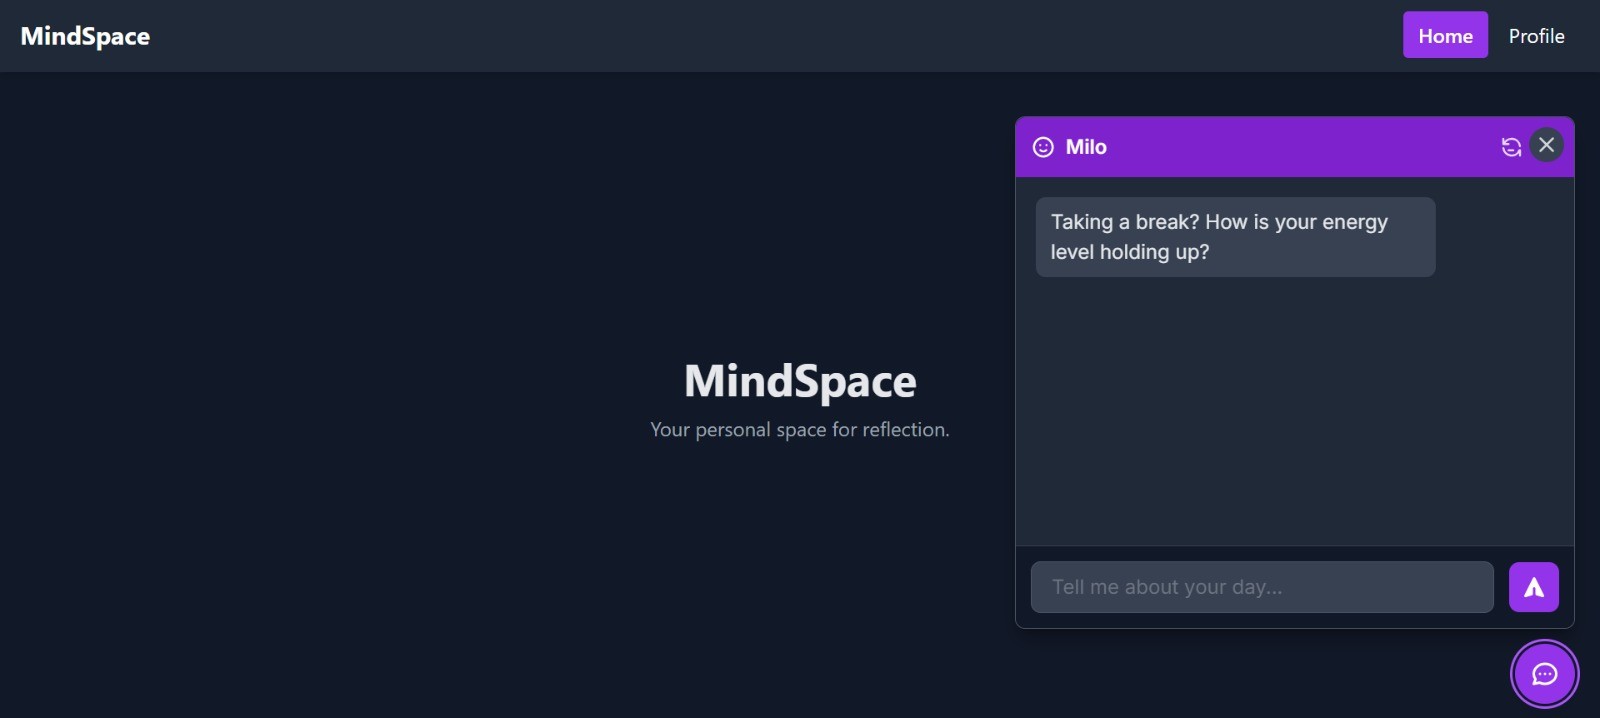 MindSpace
Home
Profile
Milo
Taking a break? How is your energy
level holding up?
MindSpace
Your personal space for reflection.
Tell me about your day...